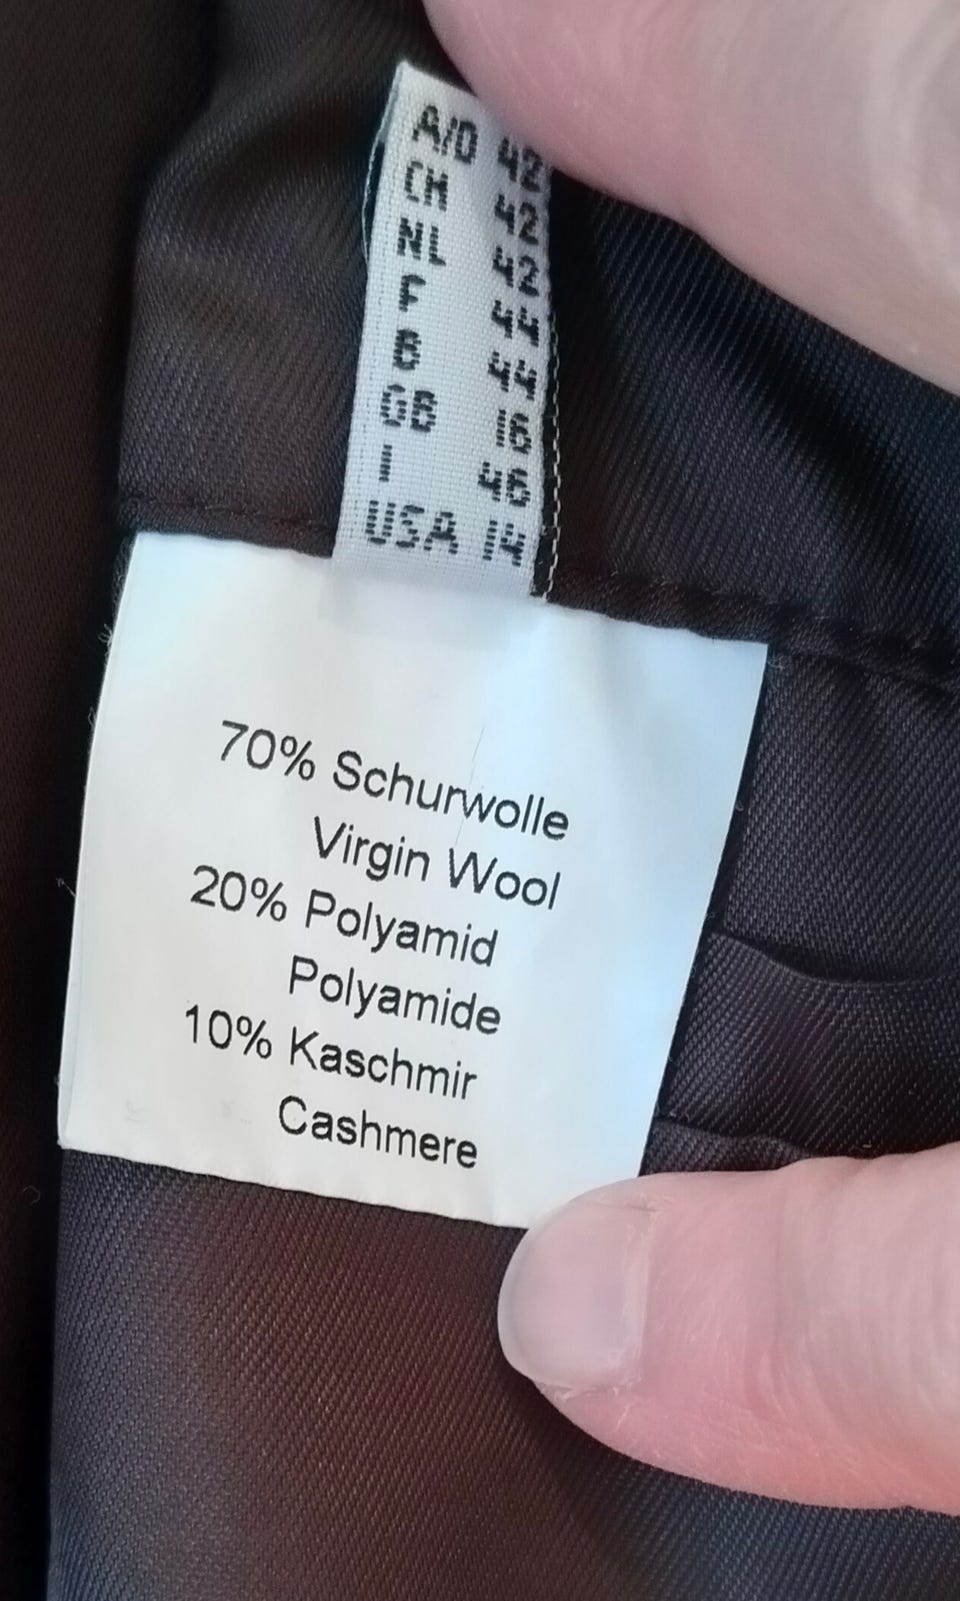 A/D 42
CH 42
NL 42
F 44
B 44
GB 16
I 46
USA 14
70% Schurwolle
Virgin Wool
20% Polyamid
Polyamide
10% Kaschmir
Cashmere